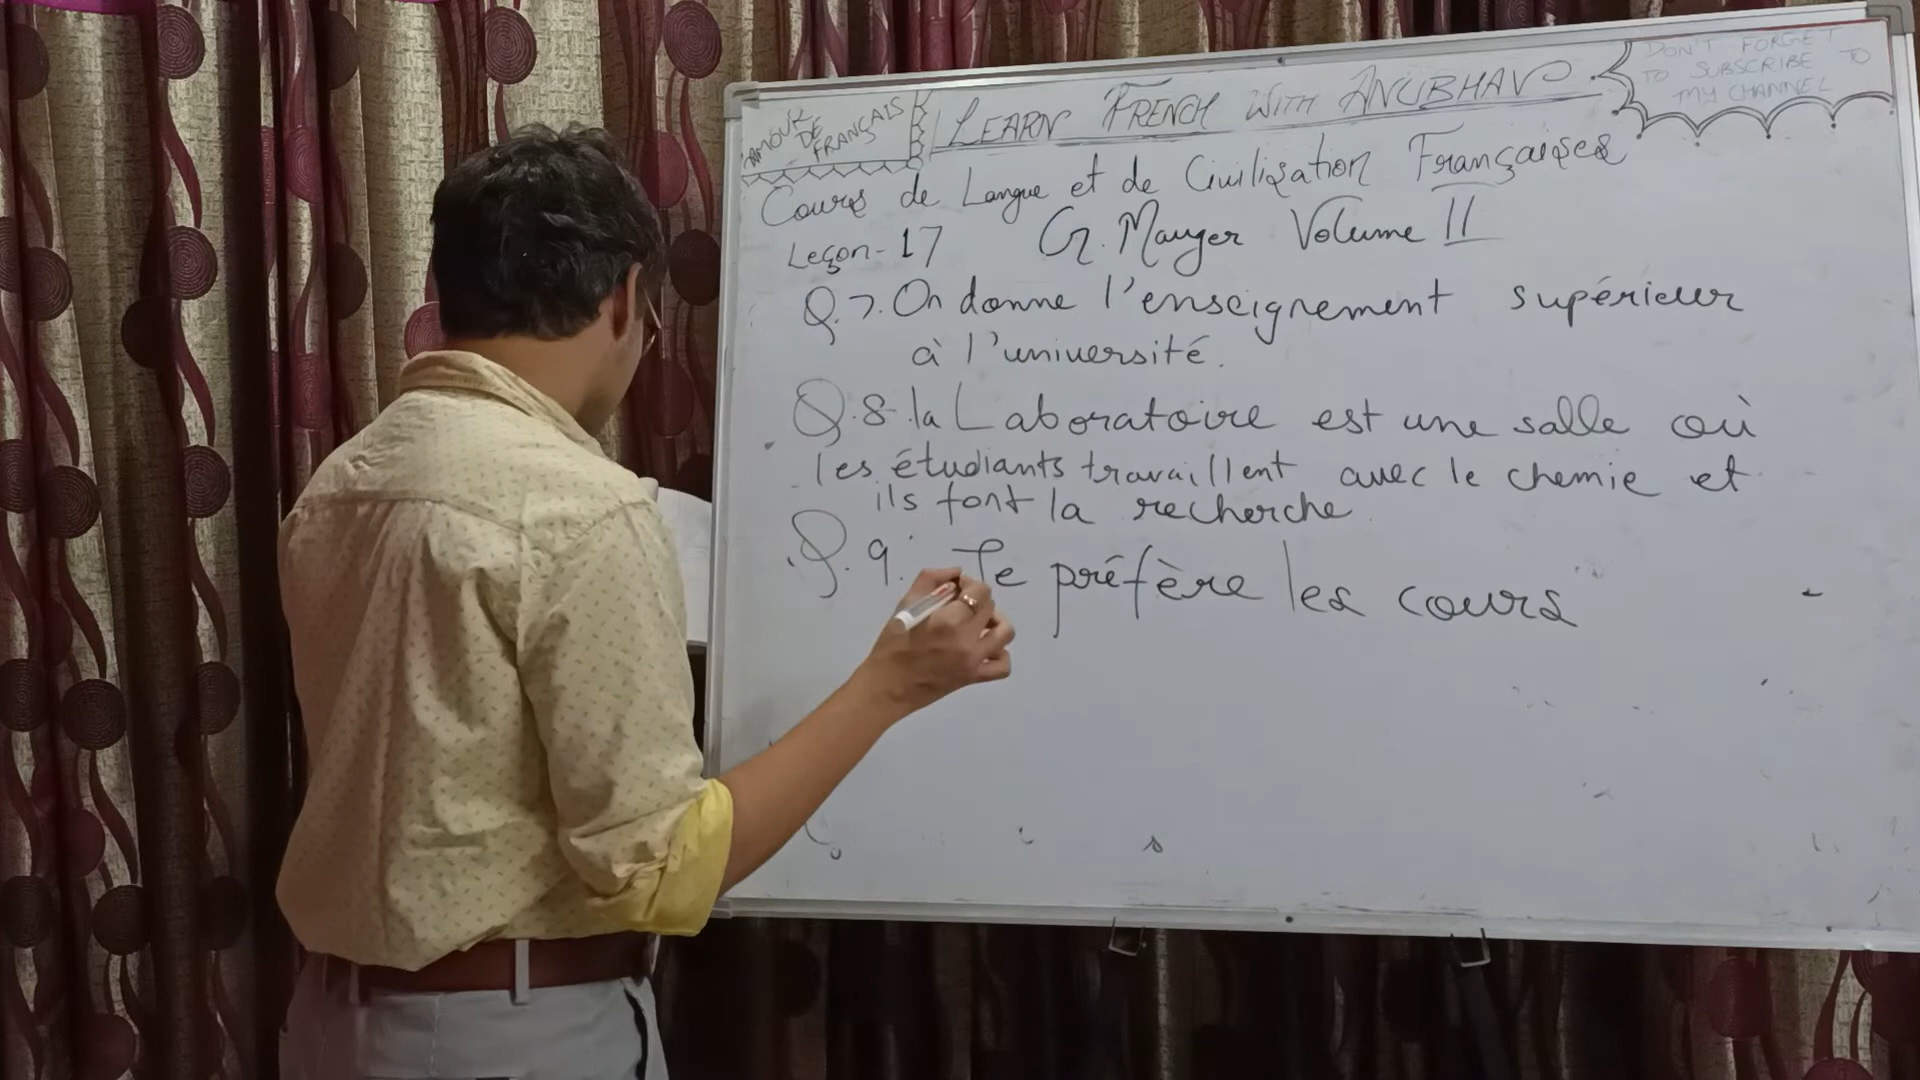 AMOUR
DE
FRANÇAIS
LEARN FRENCH WITH ANUBHAV
DON'T FORGET
TO SUBSCRIBE TO
MY CHANNEL
Cours de Langue et de Civilisation Françaises
Leçon-17 G. Mauger Volume II
Q.7. On donne l'enseignement supérieur
à l'université.
Q.8. la Laboratoire est une salle où
les étudiants travaillent avec le chemie et
ils font la recherche
Q.9. Je préfère les cours